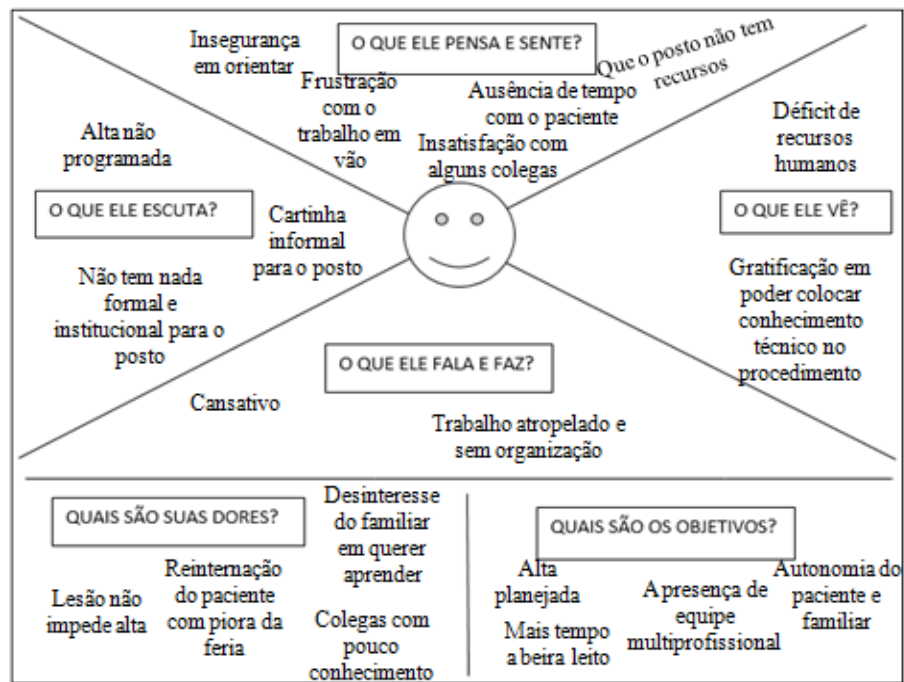 O QUE ELE PENSA E SENTE?
Insegurança
em orientar
Frustração
com o
trabalho em
vão
Ausência de tempo
com o paciente
Insatisfação com
alguns colegas
Que o posto não tem
recursos
Alta não
programada
O QUE ELE ESCUTA?
Cartinha
informal
para o posto
Não tem nada
formal e
institucional para o
posto
Déficit de
recursos
humanos
O QUE ELE VÊ?
Gratificação em
poder colocar
conhecimento
técnico no
procedimento
O QUE ELE FALA E FAZ?
Cansativo
Trabalho atropelado e
sem organização
QUAIS SÃO SUAS DORES?
Lesão não
impede alta
Reinternação
do paciente
com piora da
feria
Desinteresse
do familiar
em querer
aprender
Colegas com
pouco
conhecimento
QUAIS SÃO OS OBJETIVOS?
Alta
planejada
Mais tempo
a beira leito
A presença de
equipe
multiprofissional
Autonomia do
paciente e
familiar